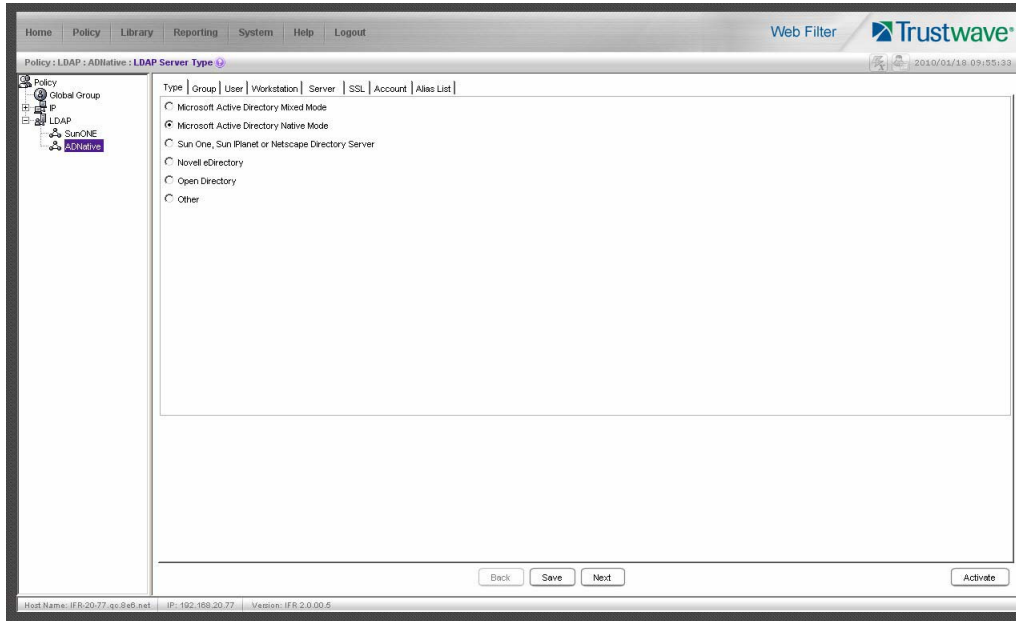 Home Policy Library Reporting System Help Logout
Web Filter
Trustwave®
Policy : LDAP : ADNative : LDAP Server Type
2010/01/18 09:55:33
Policy
Global Group
IP
LDAP
SunONE
ADNative
Type Group User Workstation Server SSL Account Alias List
Microsoft Active Directory Mixed Mode
Microsoft Active Directory Native Mode
Sun One, Sun IPlanet or Netscape Directory Server
Novell eDirectory
Open Directory
Other
Back Save Next Activate
Host Name: IFR-20-77.qc.8e6.net IP: 192.168.20.77 Version: IFR 2.0.00.5